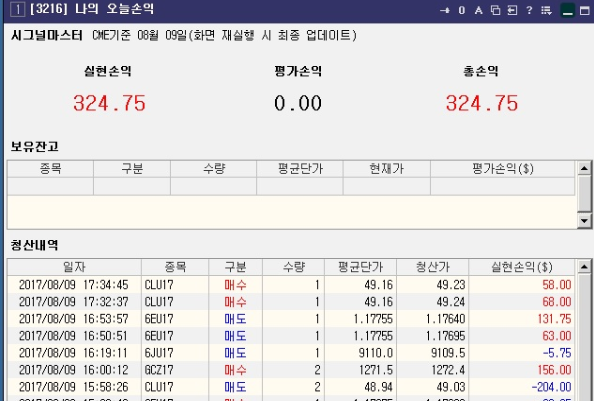 1 [3216] 나의 오늘손익
시그널마스터 CME기준 08월 09일(화면 재실행 시 최종 업데이트)
실현손익 평가손익 총손익
324.75 0.00 324.75
보유잔고
종목 구분 수량 평균단가 현재가 평가손익($)
청산내역
일자 종목 구분 수량 평균단가 청산가 실현손익($)
2017/08/09 17:34:45 CLU17 매수 1 49.16 49.23 58.00
2017/08/09 17:32:37 CLU17 매수 1 49.16 49.24 68.00
2017/08/09 16:53:57 6EU17 매도 1 1.17755 1.17640 131.75
2017/08/09 16:50:51 6EU17 매도 1 1.17755 1.17695 63.00
2017/08/09 16:19:11 6JU17 매도 1 9110.0 9109.5 -5.75
2017/08/09 16:00:12 GCZ17 매수 2 1271.5 1272.4 156.00
2017/08/09 15:58:26 CLU17 매도 2 48.94 49.03 -204.00